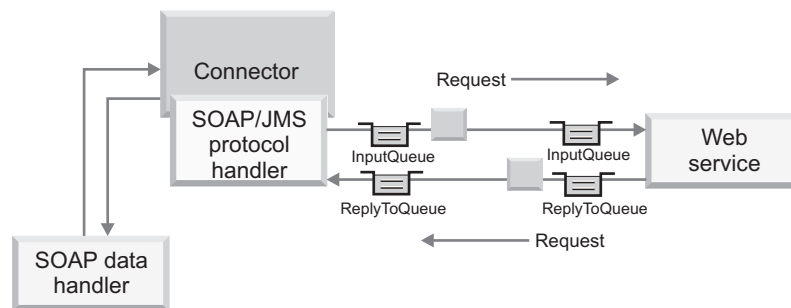 Connector
Request
SOAP/JMS
protocol
handler
InputQueue
InputQueue
Web
service
ReplyToQueue
ReplyToQueue
Request
SOAP data
handler